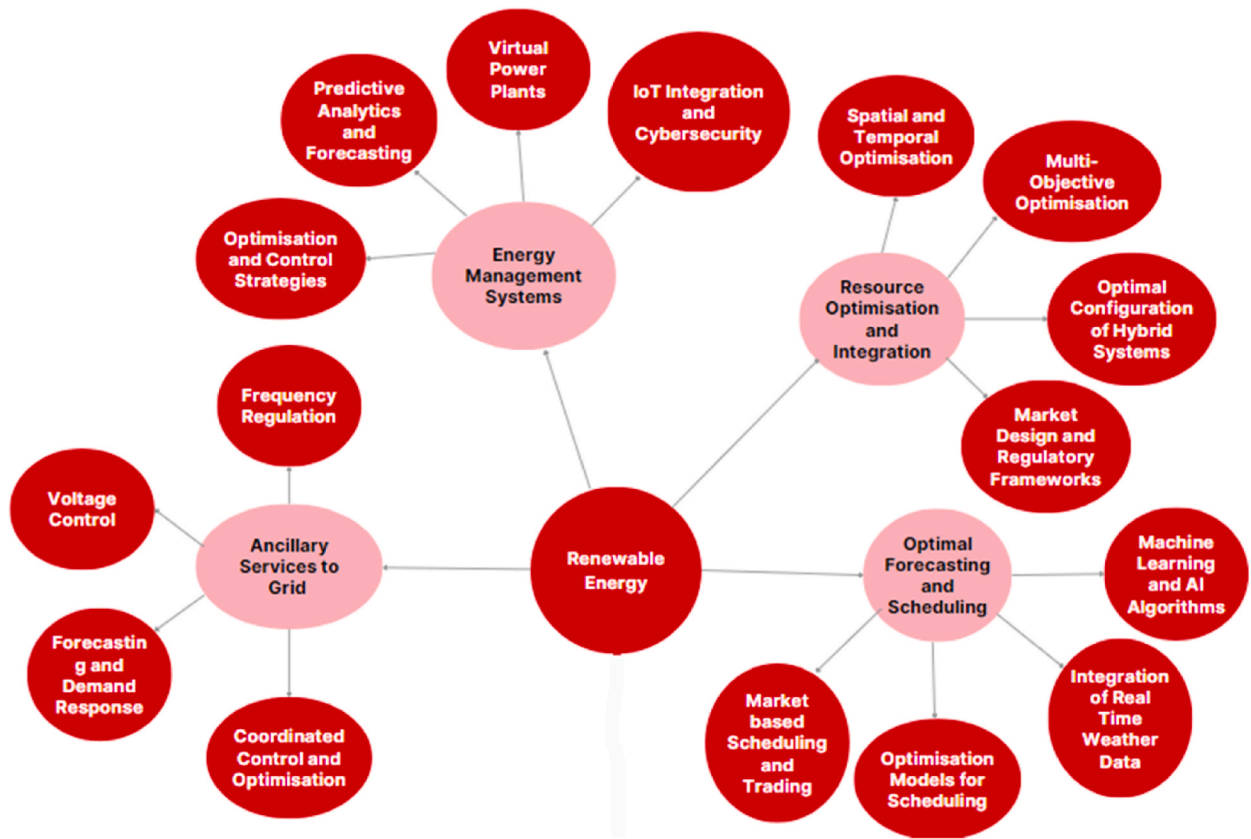 Virtual
Power
Plants
Predictive
Analytics
and
Forecasting
IoT Integration
and
Cybersecurity
Optimisation
and Control
Strategies
Energy
Management
Systems
Spatial and
Temporal
Optimisation
Multi-
Objective
Optimisation
Resource
Optimisation
and
Integration
Optimal
Configuration
of Hybrid
Systems
Market
Design and
Regulatory
Frameworks
Frequency
Regulation
Voltage
Control
Ancillary
Services to
Grid
Forecastin
g and
Demand
Response
Coordinated
Control and
Optimisation
Renewable
Energy
Optimal
Forecasting
and
Scheduling
Machine
Learning
and AI
Algorithms
Integration
of Real
Time
Weather
Data
Market
based
Scheduling
and
Trading
Optimisation
Models for
Scheduling